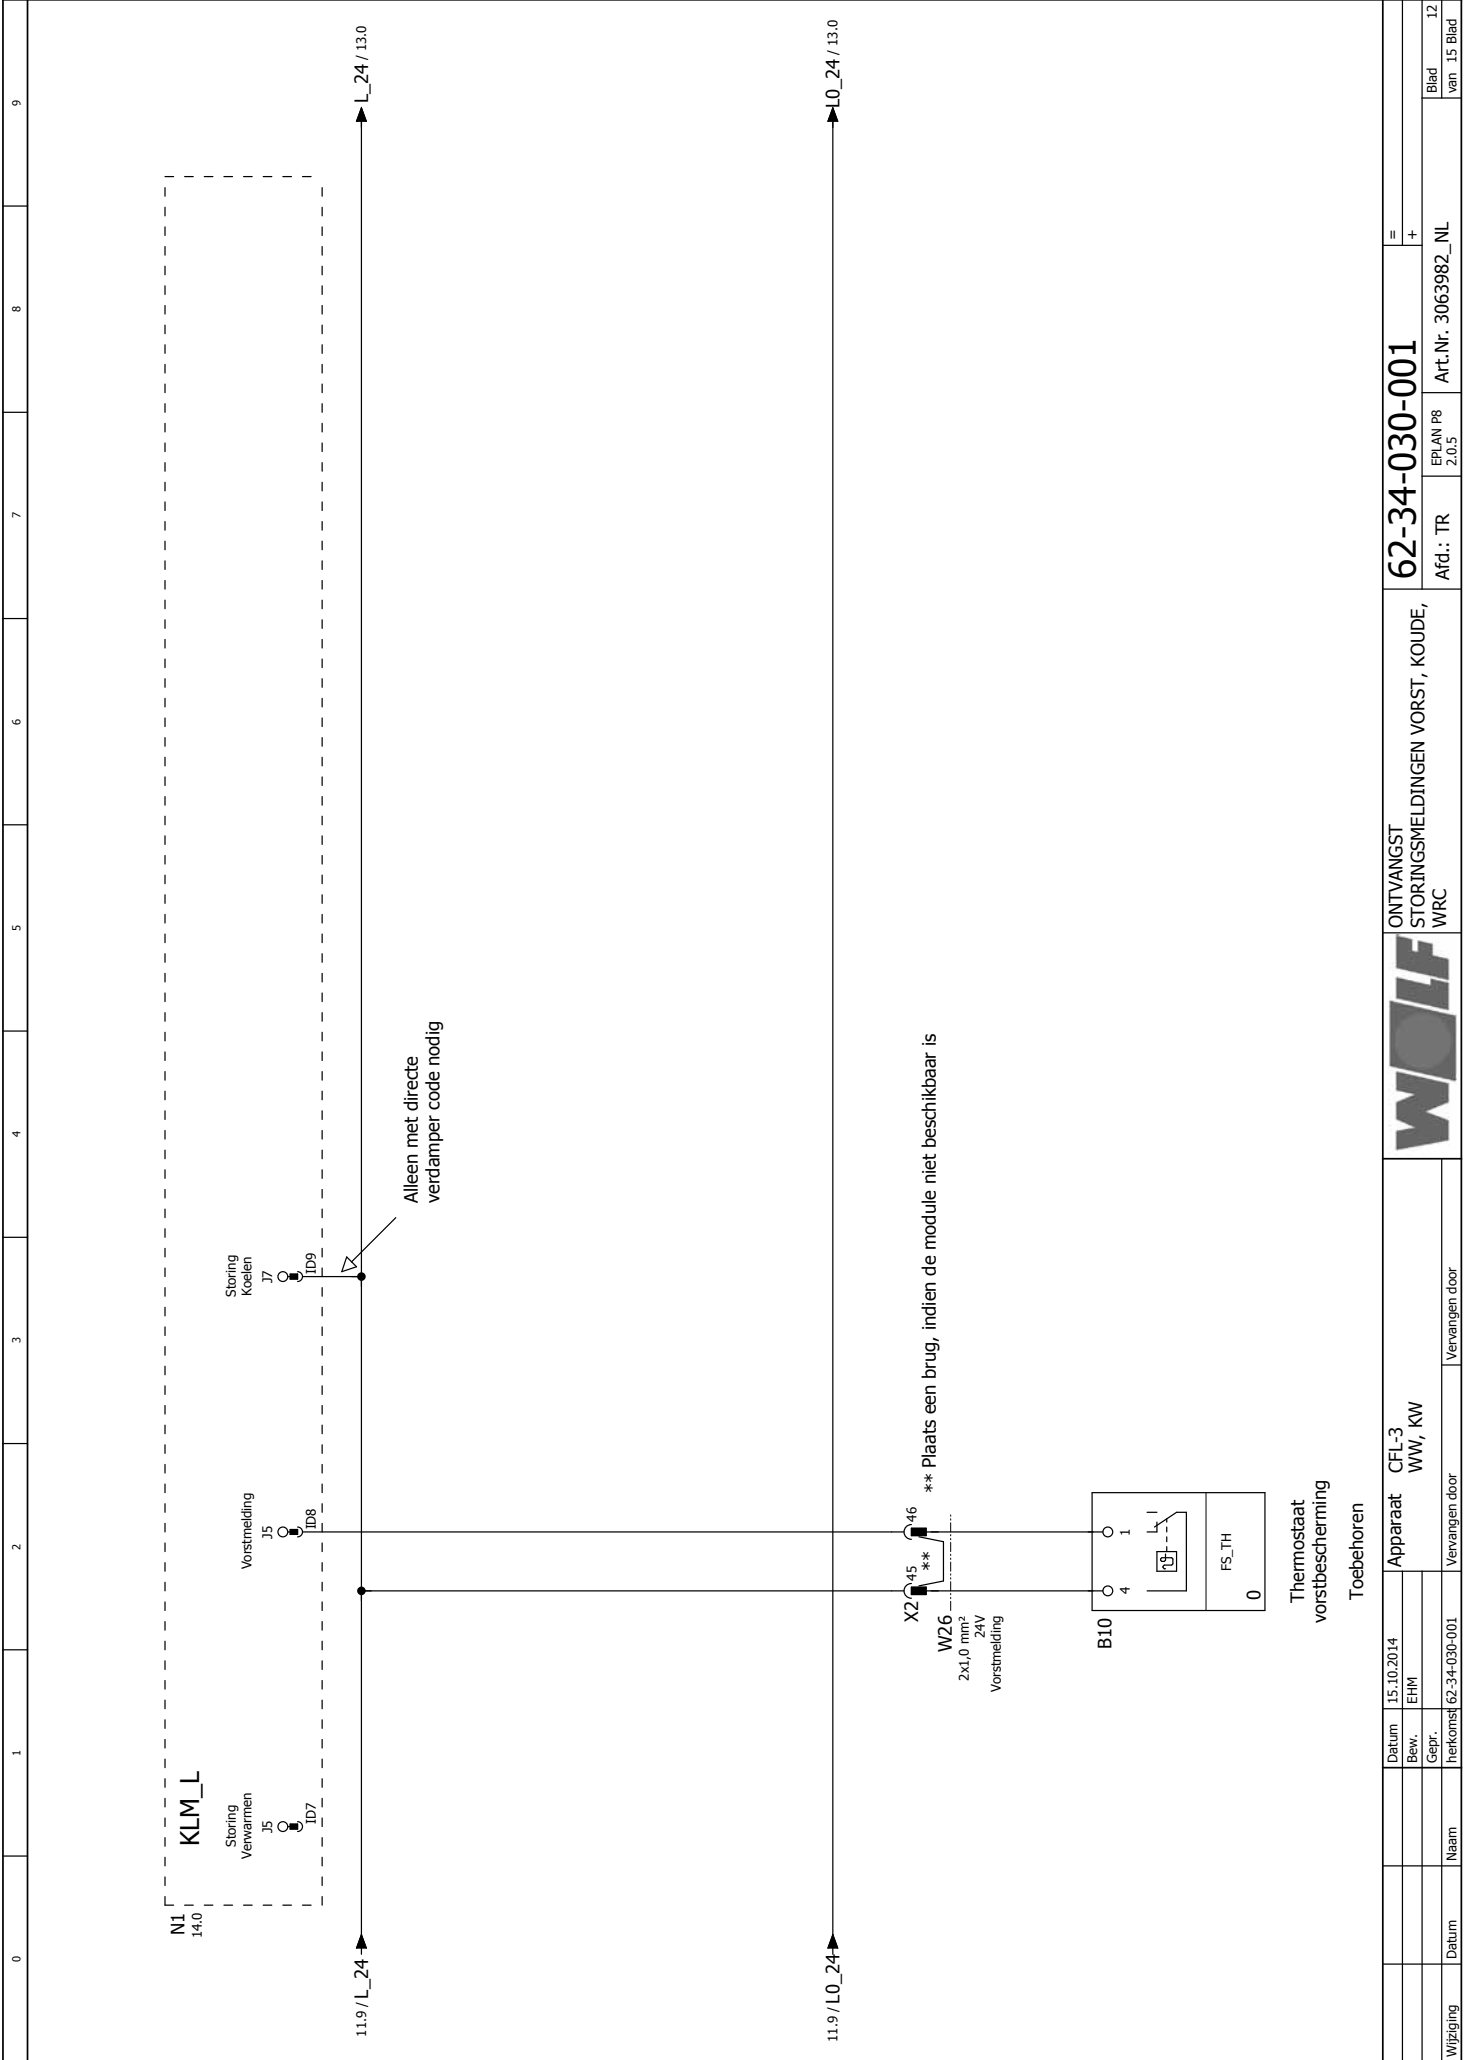 0 1 2 3 4 5 6 7 8 9
N1
14.0
KLM_L
Storing
Verwarmen
J5
ID7
Vorstmelding
J5
ID8
Storing
Koelen
J7
ID9
11.9 / L_24
L_24 / 13.0
Alleen met directe
verdamper code nodig
11.9 / L0_24
L0_24 / 13.0
X2 45 46
**
** Plaats een brug, indien de module niet beschikbaar is
W26
2x1,0 mm²
24V
Vorstmelding
B10
4 1
ϑ
FS_TH
0
Thermostaat
vorstbescherming
Toebehoren
Wijziging Datum Naam
Datum 15.10.2014
Bew. EHM
Gepr.
herkomst 62-34-030-001
Apparaat CFL-3
WW, KW
Vervangen door Vervangen door
WOLF
ONTVANGST
STORINGSMELDINGEN VORST, KOUDE,
WRC
62-34-030-001
=
+
Afd.: TR
EPLAN P8
2.0.5
Art.Nr. 3063982_NL
Blad 12
van 15 Blad